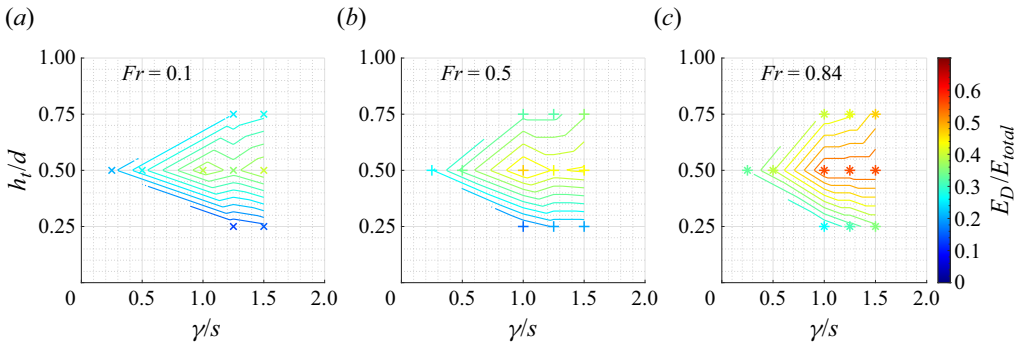 (a) (b) (c)
1.00 1.00 1.00
Fr = 0.1 Fr = 0.5 Fr = 0.84
0.75 0.75 0.75 0.6
h_t/d 0.50 0.50 0.50 0.5 0.4 E_D/E_total
0.3
0.25 0.25 0.25 0.2
0.1
0
0 0.5 1.0 1.5 2.0 0 0.5 1.0 1.5 2.0 0 0.5 1.0 1.5 2.0
γ/s γ/s γ/s